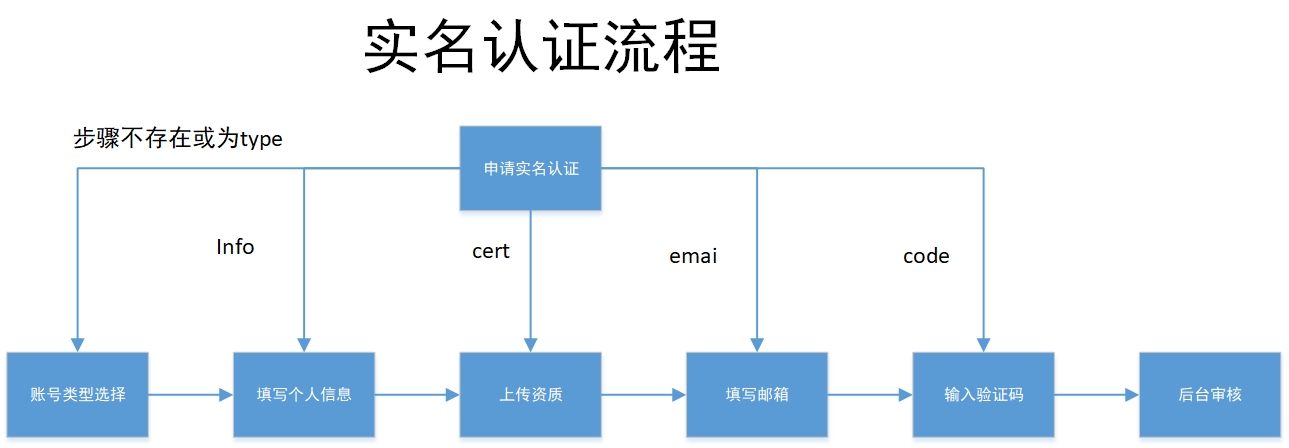 实名认证流程
步骤不存在或为type
申请实名认证
Info
cert
emai
code
账号类型选择
填写个人信息
上传资质
填写邮箱
输入验证码
后台审核